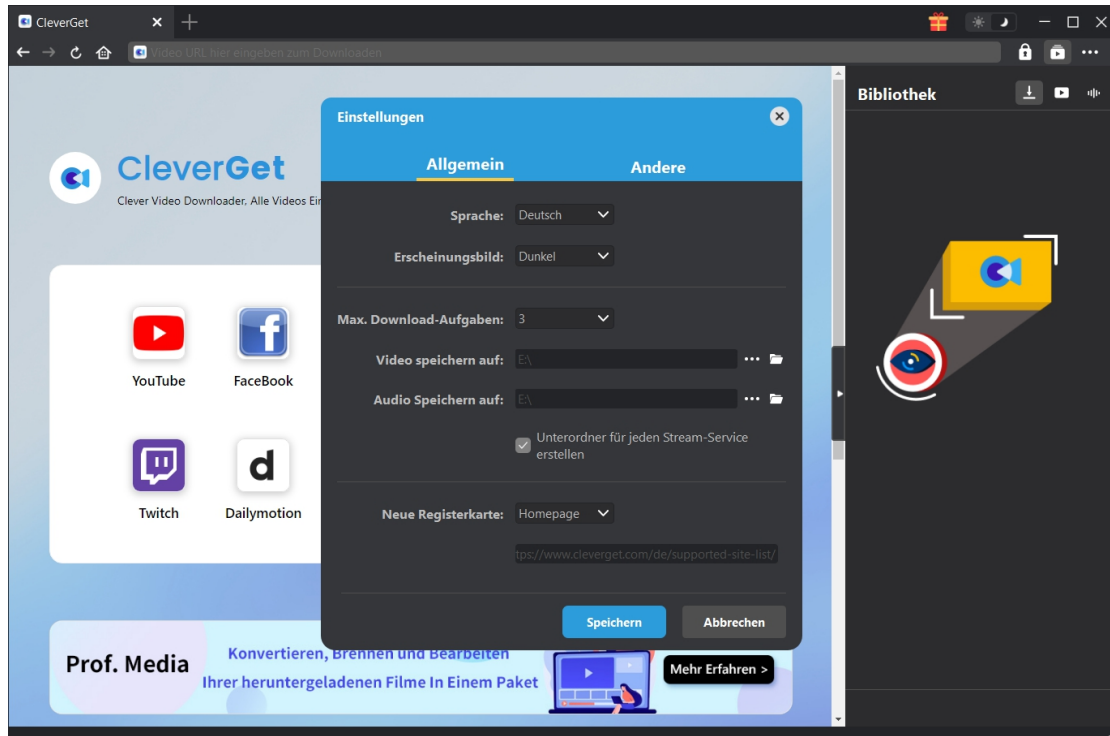 CleverGet
Video URL hier eingeben zum Downloaden
Bibliothek
Einstellungen
Allgemein
Andere
CleverGet
Clever Video Downloader. Alle Videos Ein
Sprache: Deutsch
Erscheinungsbild: Dunkel
Max. Download-Aufgaben: 3
Video speichern auf: E:\
Audio Speichern auf: E:\
Unterordner für jeden Stream-Service
erstellen
Neue Registerkarte: Homepage
tps://www.cleverget.com/de/supported-site-list/
Speichern
Abbrechen
YouTube
FaceBook
d
Twitch
Dailymotion
Prof. Media
Konvertieren, Brennen und Bearbeiten
Ihrer heruntergeladenen Filme In Einem Paket
Mehr Erfahren >